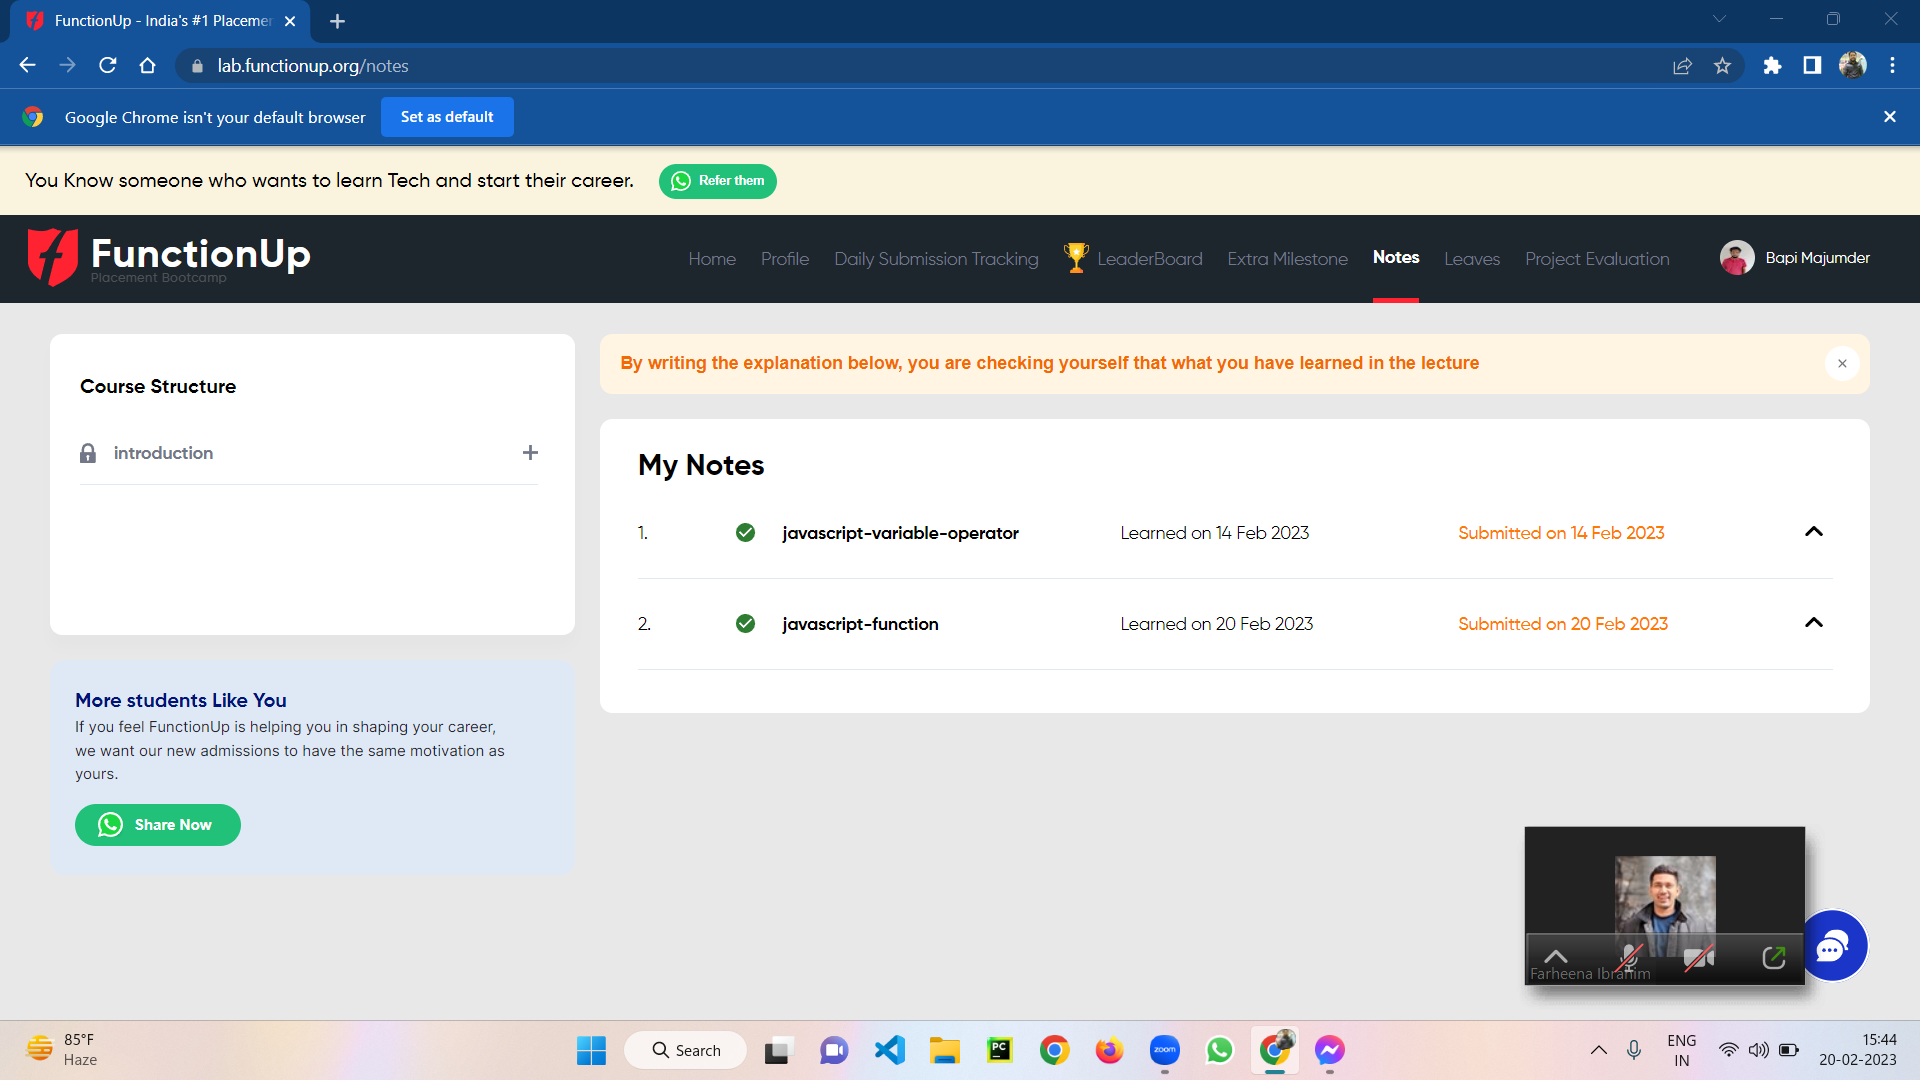 FunctionUp - India's #1 Placemen
lab.functionup.org/notes
Google Chrome isn't your default browser
Set as default
You Know someone who wants to learn Tech and start their career.
Refer them
FunctionUp
Placement Bootcamp
Home
Profile
Daily Submission Tracking
LeaderBoard
Extra Milestone
Notes
Leaves
Project Evaluation
Bapi Majumder
Course Structure
introduction
By writing the explanation below, you are checking yourself that what you have learned in the lecture
My Notes
1. javascript-variable-operator Learned on 14 Feb 2023 Submitted on 14 Feb 2023
2. javascript-function Learned on 20 Feb 2023 Submitted on 20 Feb 2023
More students Like You
If you feel FunctionUp is helping you in shaping your career,
we want our new admissions to have the same motivation as
yours.
Share Now
Farheena Ibrahim
85°F
Haze
Search
PC
zoom
ENG
IN
15:44
20-02-2023